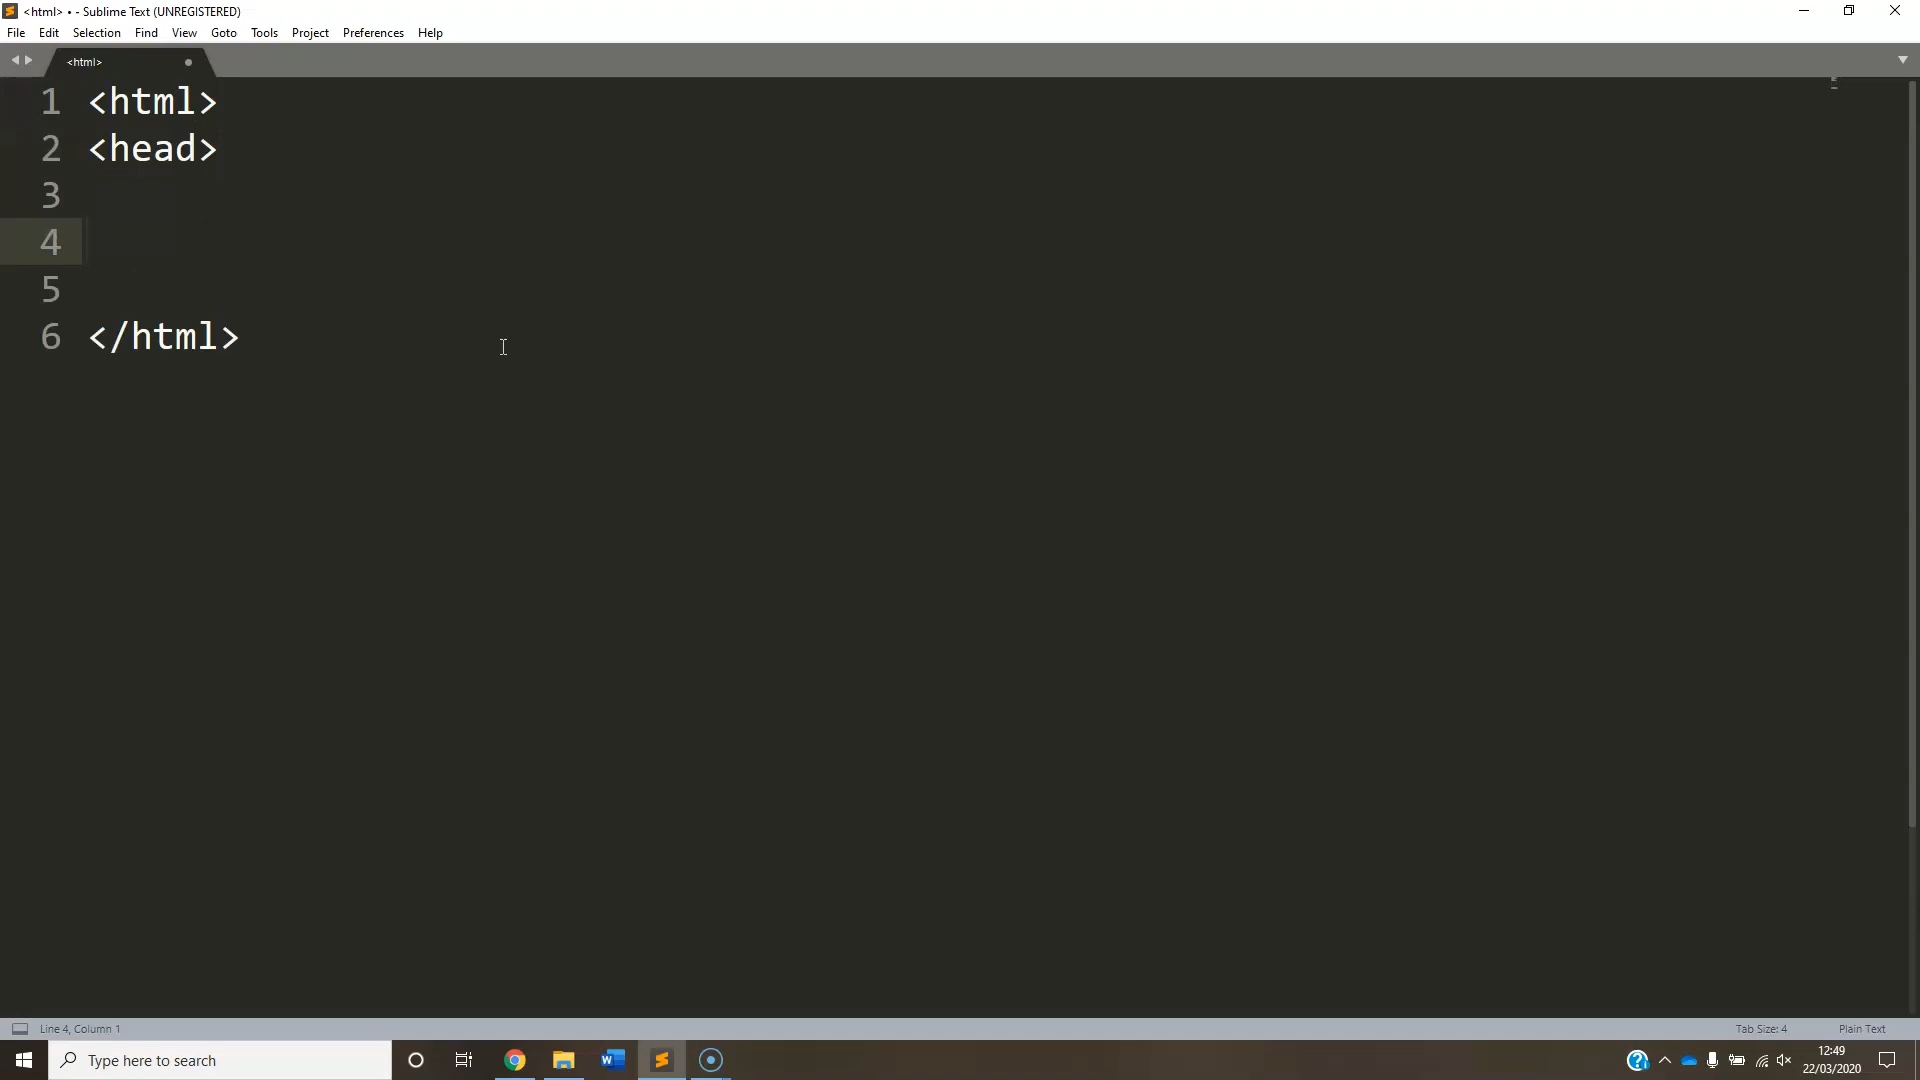 <html> • - Sublime Text (UNREGISTERED)
File Edit Selection Find View Goto Tools Project Preferences Help
<html>
1 <html>
2 <head>
3
4
5
6 </html>
Line 4, Column 1 Tab Size: 4 Plain Text
Type here to search
12:49
22/03/2020